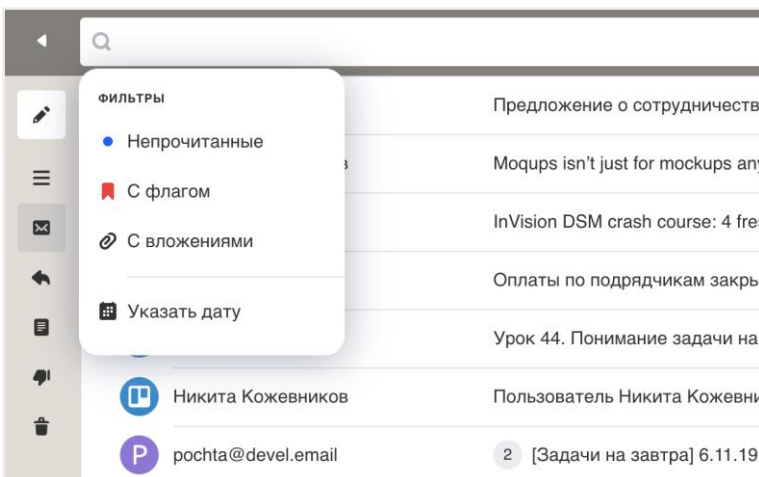 ФИЛЬТРЫ
Непрочитанные
С флагом
С вложениями
Указать дату
Предложение о сотрудничеств
Moqups isn't just for mockups an
InVision DSM crash course: 4 fre
Оплаты по подрядчикам закры
Урок 44. Понимание задачи на
Никита Кожевников Пользователь Никита Кожевни
P pochta@devel.email 2 [Задачи на завтра] 6.11.19